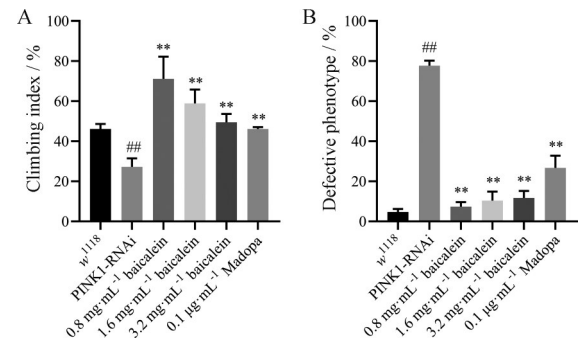 A
Climbing index / %
100
80
60
40
20
0
##
**
**
**
**
w¹¹¹⁸
PINK1-RNAi
0.8 mg·mL⁻¹ baicalein
1.6 mg·mL⁻¹ baicalein
3.2 mg·mL⁻¹ baicalein
0.1 μg·mL⁻¹ Madopa
B
Defective phenotype / %
100
80
60
40
20
0
##
**
**
**
**
w¹¹¹⁸
PINK1-RNAi
0.8 mg·mL⁻¹ baicalein
1.6 mg·mL⁻¹ baicalein
3.2 mg·mL⁻¹ baicalein
0.1 μg·mL⁻¹ Madopa